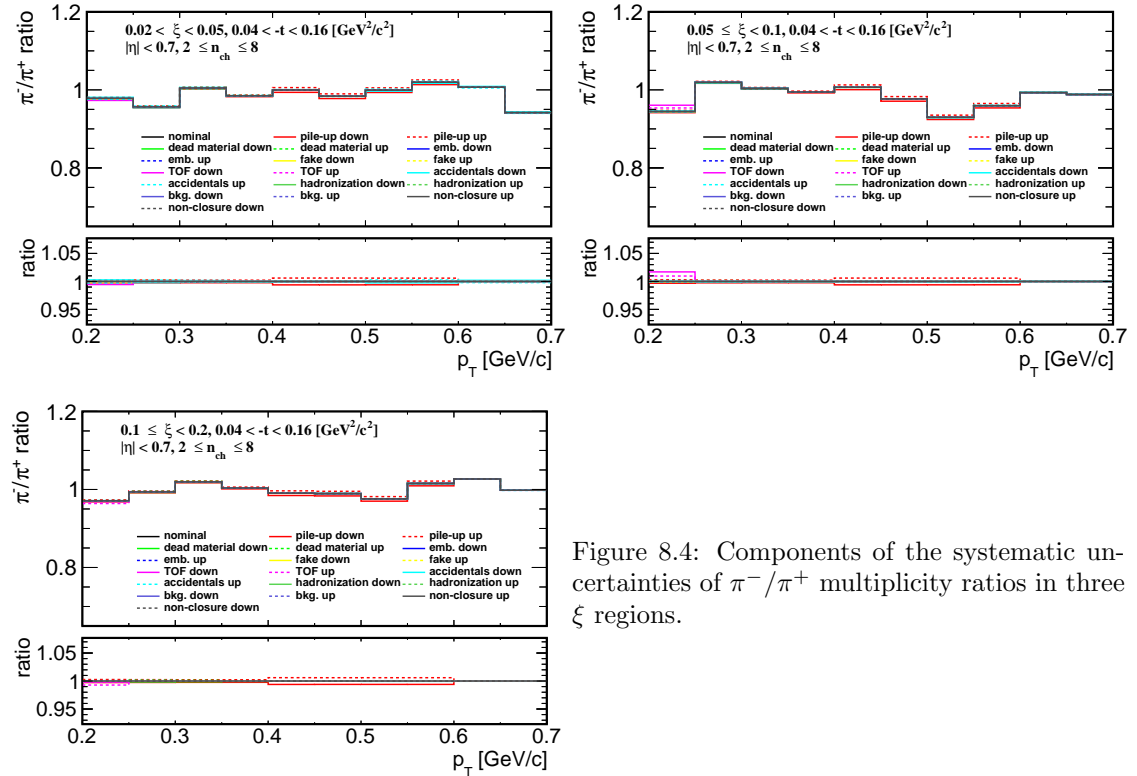 π⁻/π⁺ ratio
1.2
1
0.8
0.02 < ξ < 0.05, 0.04 < -t < 0.16 [GeV²/c²]
|η| < 0.7, 2 ≤ n_ch ≤ 8
nominal pile-up down pile-up up
dead material down dead material up emb. down
emb. up fake down fake up
TOF down TOF up accidentals down
accidentals up hadronization down hadronization up
bkg. down bkg. up non-closure up
non-closure down
ratio
1.05
1
0.95
0.2 0.3 0.4 0.5 0.6 0.7
p_T [GeV/c]
π⁻/π⁺ ratio
1.2
1
0.8
0.05 ≤ ξ < 0.1, 0.04 < -t < 0.16 [GeV²/c²]
|η| < 0.7, 2 ≤ n_ch ≤ 8
nominal pile-up down pile-up up
dead material down dead material up emb. down
emb. up fake down fake up
TOF down TOF up accidentals down
accidentals up hadronization down hadronization up
bkg. down bkg. up non-closure up
non-closure down
ratio
1.05
1
0.95
0.2 0.3 0.4 0.5 0.6 0.7
p_T [GeV/c]
π⁻/π⁺ ratio
1.2
1
0.8
0.1 ≤ ξ < 0.2, 0.04 < -t < 0.16 [GeV²/c²]
|η| < 0.7, 2 ≤ n_ch ≤ 8
nominal pile-up down pile-up up
dead material down dead material up emb. down
emb. up fake down fake up
TOF down TOF up accidentals down
accidentals up hadronization down hadronization up
bkg. down bkg. up non-closure up
non-closure down
ratio
1.05
1
0.95
0.2 0.3 0.4 0.5 0.6 0.7
p_T [GeV/c]
Figure 8.4: Components of the systematic un-
certainties of π⁻/π⁺ multiplicity ratios in three
ξ regions.